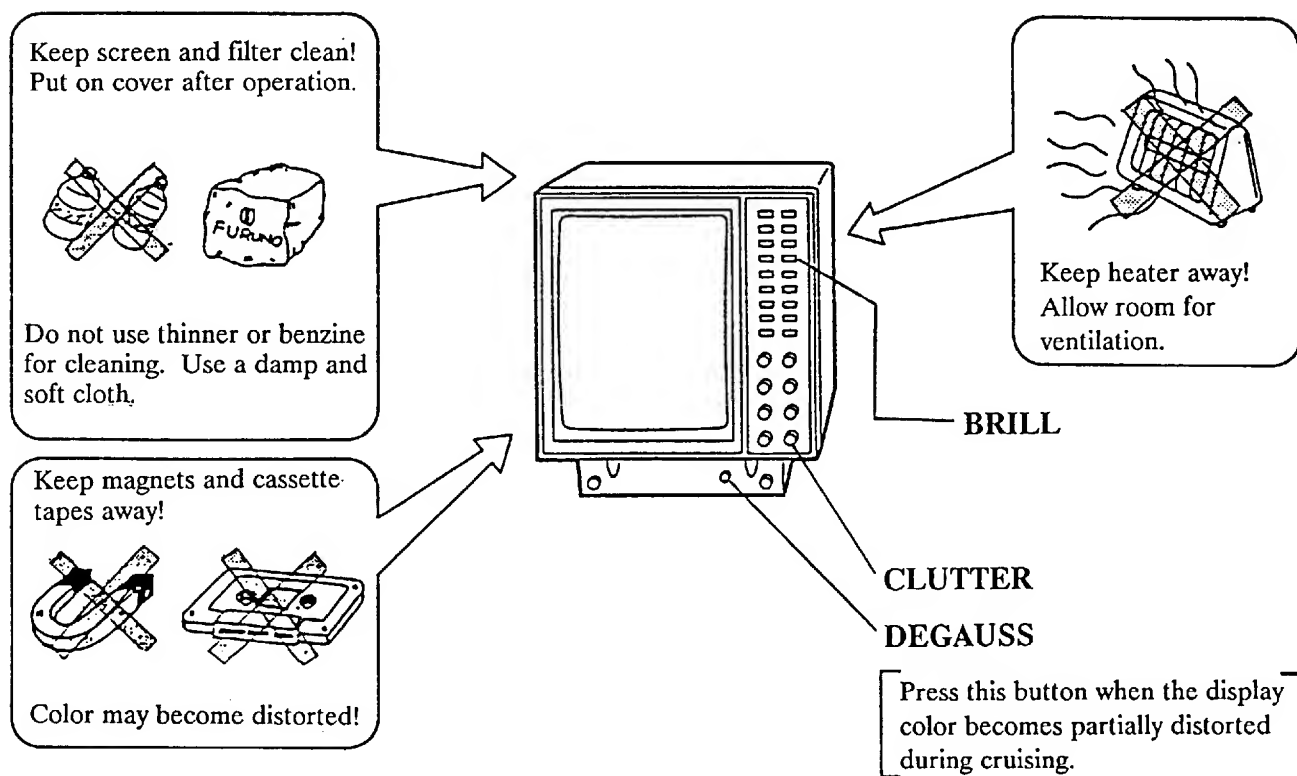 Keep screen and filter clean!
Put on cover after operation.
FURUNO
Do not use thinner or benzine
for cleaning. Use a damp and
soft cloth.
Keep magnets and cassette
tapes away!
Color may become distorted!
Keep heater away!
Allow room for
ventilation.
BRILL
CLUTTER
DEGAUSS
Press this button when the display
color becomes partially distorted
during cruising.